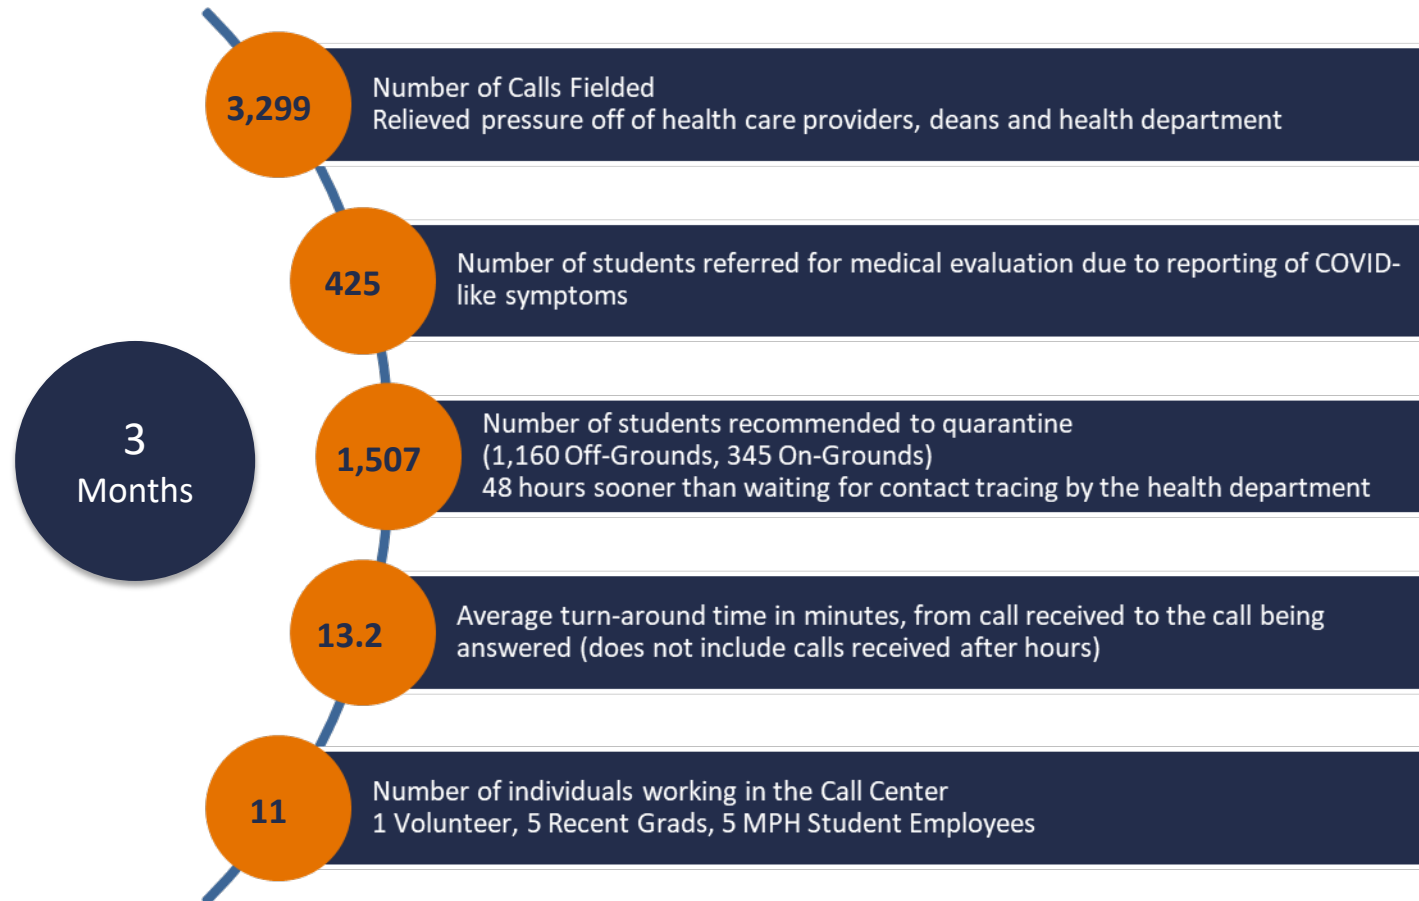 3,299
Number of Calls Fielded
Relieved pressure off of health care providers, deans and health department
425
Number of students referred for medical evaluation due to reporting of COVID-
like symptoms
3
Months
1,507
Number of students recommended to quarantine
(1,160 Off-Grounds, 345 On-Grounds)
48 hours sooner than waiting for contact tracing by the health department
13.2
Average turn-around time in minutes, from call received to the call being
answered (does not include calls received after hours)
11
Number of individuals working in the Call Center
1 Volunteer, 5 Recent Grads, 5 MPH Student Employees